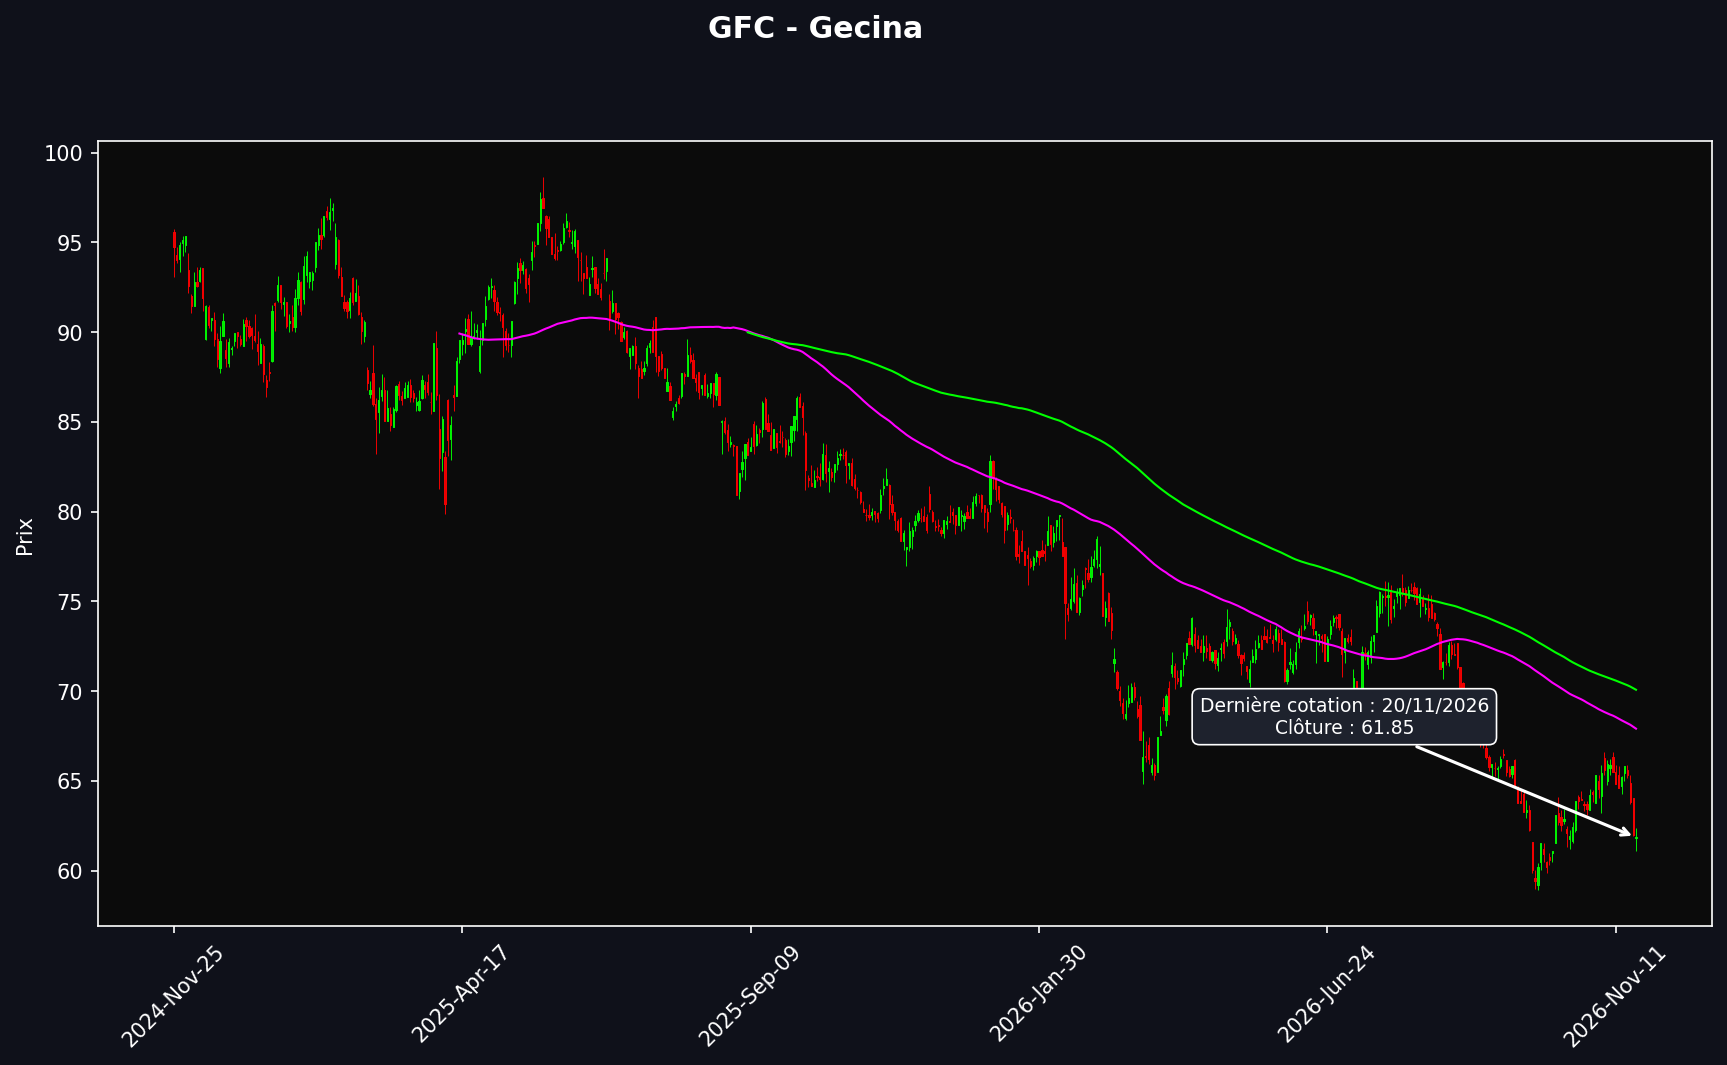 GFC - Gecina
100
95
90
85
80
75
70
65
60
Prix
Dernière cotation : 20/11/2026
Clôture : 61.85
2024-Nov-25
2025-Apr-17
2025-Sep-09
2026-Jan-30
2026-Jun-24
2026-Nov-11